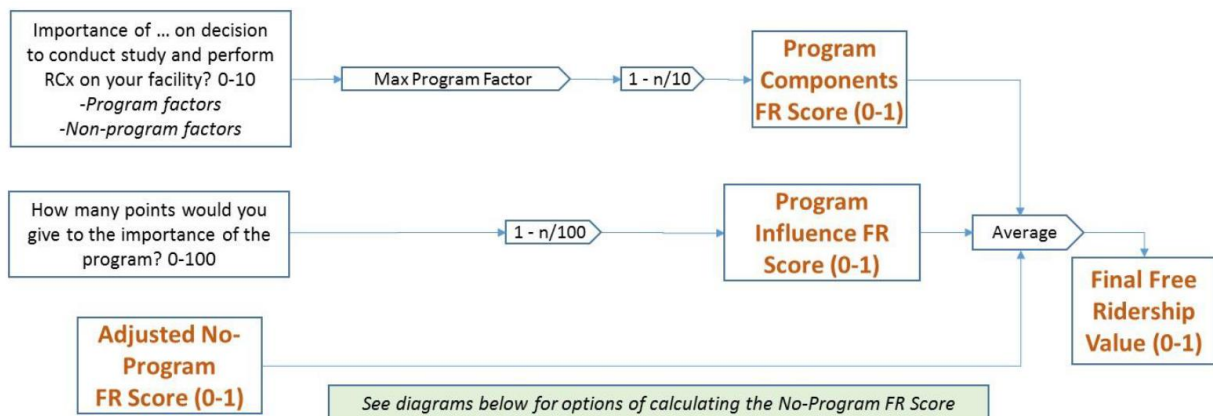 Importance of ... on decision
to conduct study and perform
RCx on your facility? 0-10
-Program factors
-Non-program factors
Max Program Factor
1 - n/10
Program
Components
FR Score (0-1)
How many points would you
give to the importance of the
program? 0-100
1 - n/100
Program
Influence FR
Score (0-1)
Average
Final Free
Ridership
Value (0-1)
Adjusted No-
Program
FR Score (0-1)
See diagrams below for options of calculating the No-Program FR Score